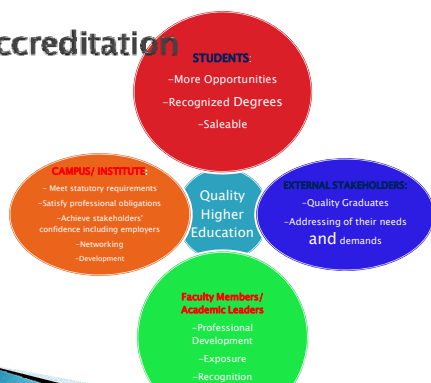 ccreditation
STUDENTS:
-More Opportunities
-Recognized Degrees
-Saleable
CAMPUS/ INSTITUTE:
- Meet statutory requirements
-Satisfy professional obligations
-Achieve stakeholders'
confidence including employers
-Networking
-Development
Quality
Higher
Education
EXTERNAL STAKEHOLDERS:
-Quality Graduates
-Addressing of their needs
and demands
Faculty Members/
Academic Leaders
-Professional
Development
-Exposure
-Recognition